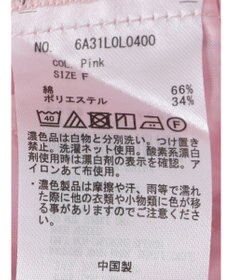 NO. 6A31L0L0400
COL Pink
SIZE F
綿 66%
ポリエステル 34%
40
F
濃色品は白物と分別洗い。つけ置き
禁止。洗濯ネット使用。酸素系漂白
剤使用時は漂白剤の表示を確認。ア
イロンあて布使用。
・濃色製品は摩擦や汗、雨等で濡れ
た際に他の衣類や小物類に色が移
る事がありますのでご注意下さい
中国製